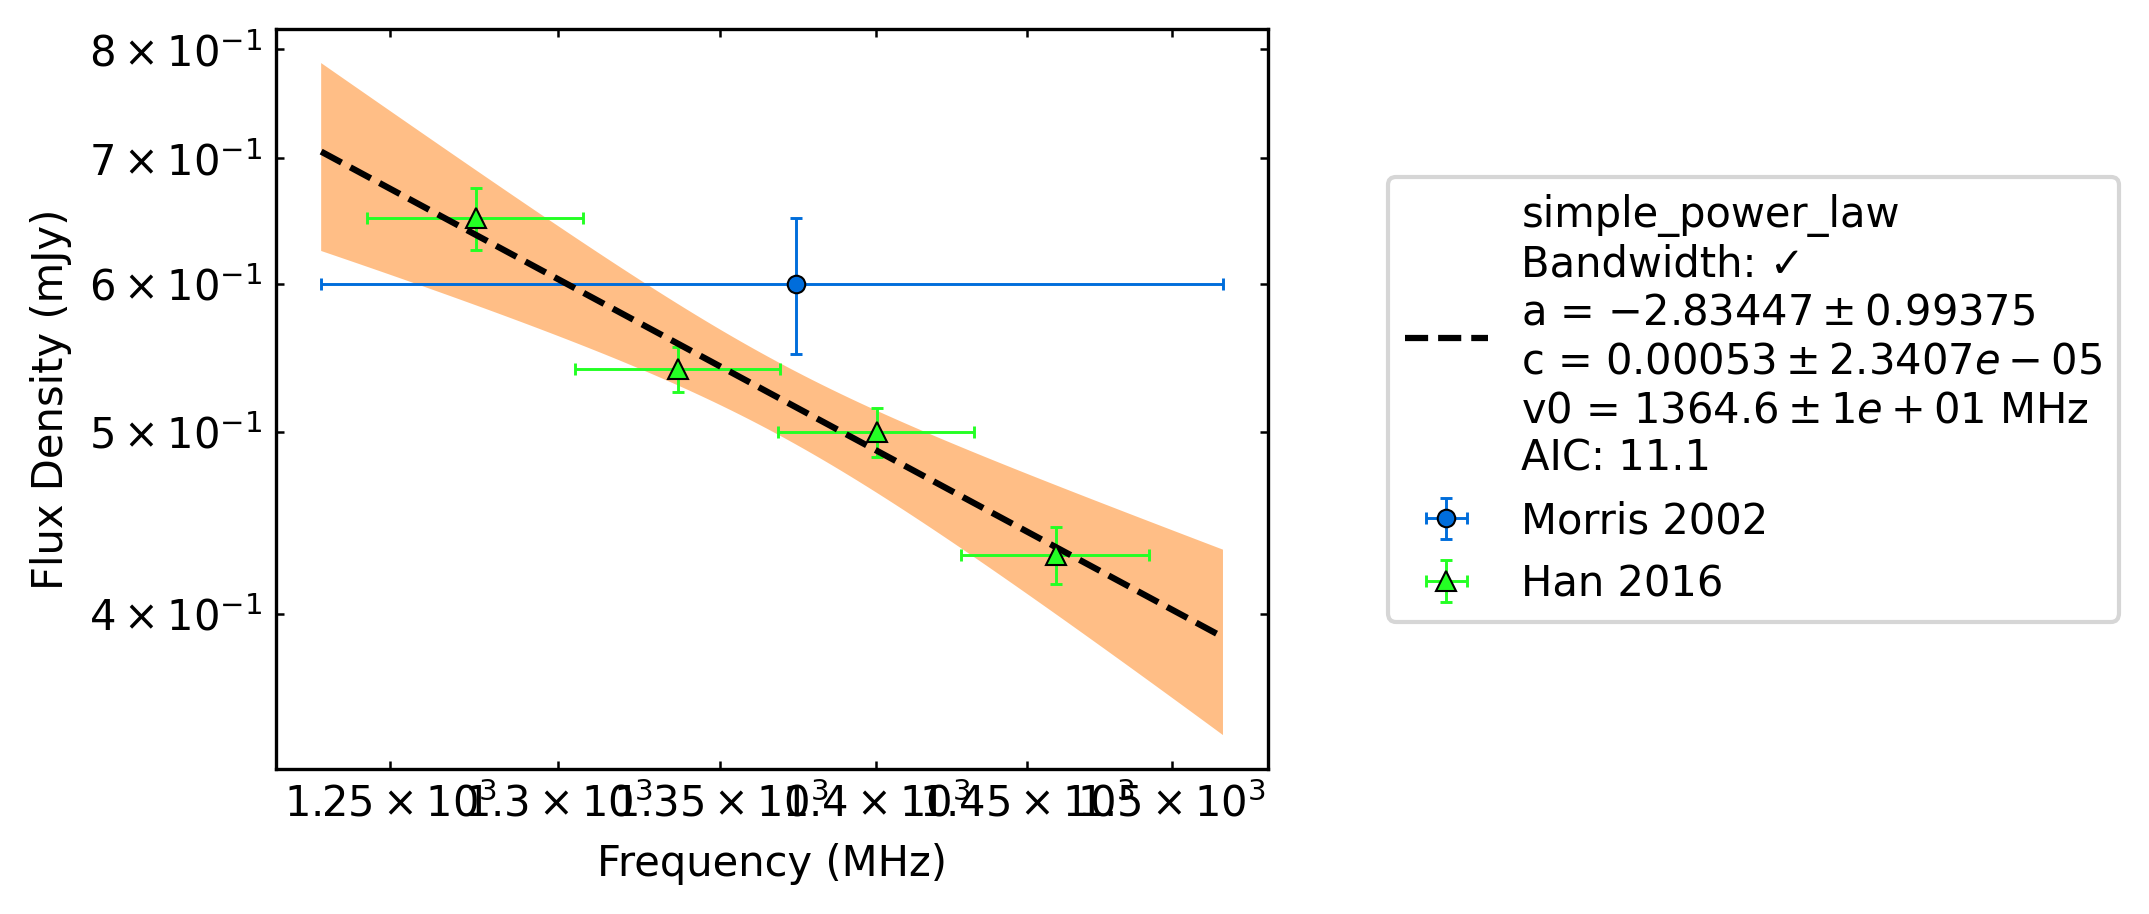 8 × 10⁻¹
7 × 10⁻¹
6 × 10⁻¹
5 × 10⁻¹
4 × 10⁻¹
Flux Density (mJy)
1.25 × 10³
1.3 × 10³
1.35 × 10³
1.4 × 10³
1.45 × 10³
1.5 × 10³
Frequency (MHz)
simple_power_law
Bandwidth: ✓
a = −2.83447 ± 0.99375
c = 0.00053 ± 2.3407e − 05
v0 = 1364.6 ± 1e + 01 MHz
AIC: 11.1
Morris 2002
Han 2016